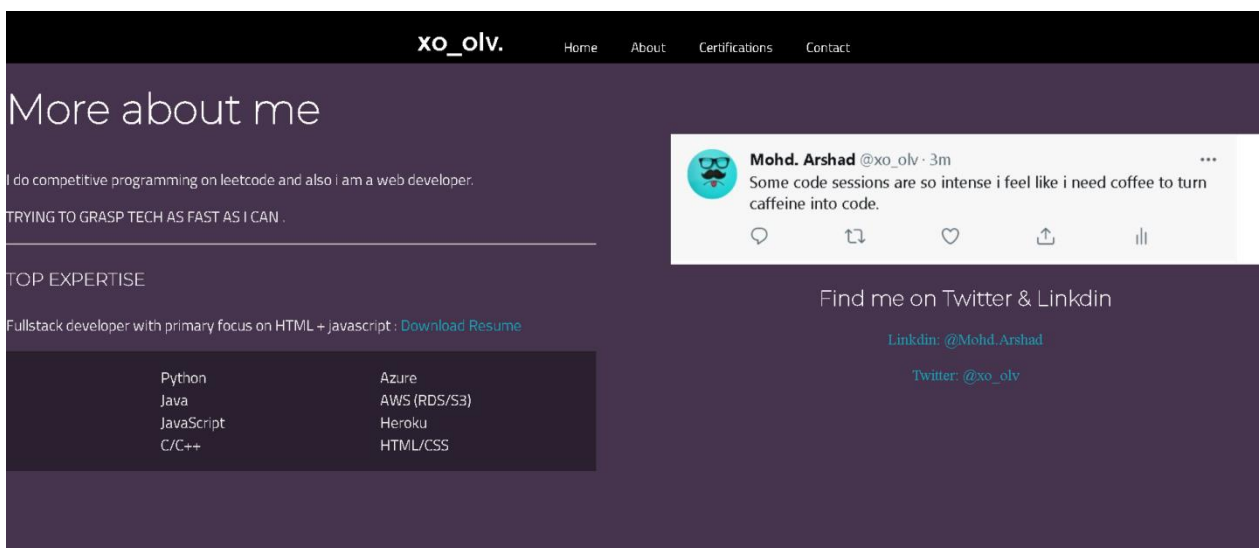 xo_olv.
Home About Certifications Contact
More about me
I do competitive programming on leetcode and also i am a web developer.
TRYING TO GRASP TECH AS FAST AS I CAN .
TOP EXPERTISE
Fullstack developer with primary focus on HTML + javascript : Download Resume
Python Azure
Java AWS (RDS/S3)
JavaScript Heroku
C/C++ HTML/CSS
Mohd. Arshad @xo_olv · 3m
Some code sessions are so intense i feel like i need coffee to turn
caffeine into code.
Find me on Twitter & Linkdin
Linkdin: @Mohd.Arshad
Twitter: @xo_olv